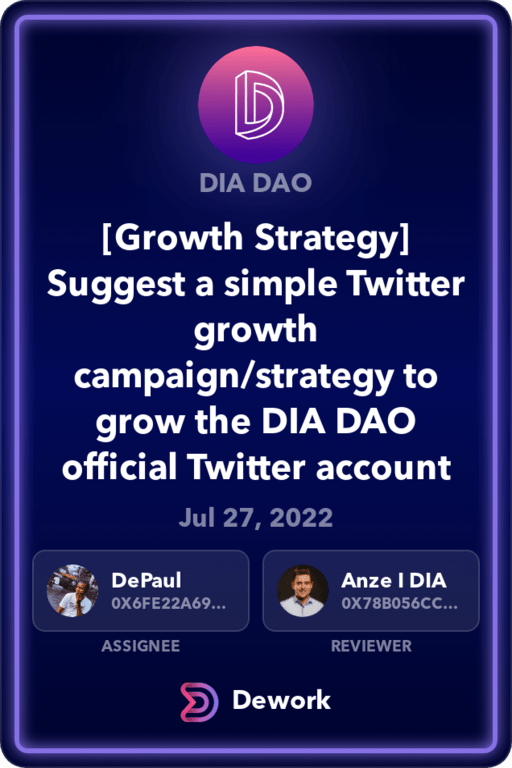 DIA DAO
[Growth Strategy]
Suggest a simple Twitter
growth
campaign/strategy to
grow the DIA DAO
official Twitter account
Jul 27, 2022
DePaul
0X6FE22A69...
ASSIGNEE
Anze I DIA
0X78B056CC...
REVIEWER
Dework